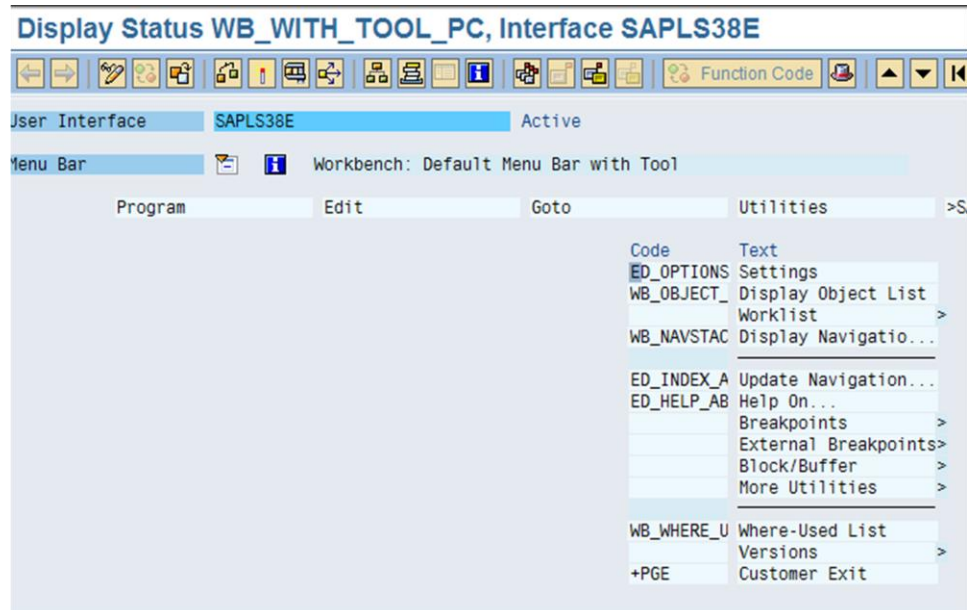 Display Status WB_WITH_TOOL_PC, Interface SAPLS38E
Function Code
User Interface SAPLS38E Active
Menu Bar Workbench: Default Menu Bar with Tool
Program Edit Goto Utilities >S
Code Text
ED_OPTIONS Settings
WB_OBJECT_ Display Object List
Worklist >
WB_NAVSTAC Display Navigatio...
ED_INDEX_A Update Navigation...
ED_HELP_AB Help On...
Breakpoints >
External Breakpoints>
Block/Buffer >
More Utilities >
WB_WHERE_U Where-Used List
Versions >
+PGE Customer Exit